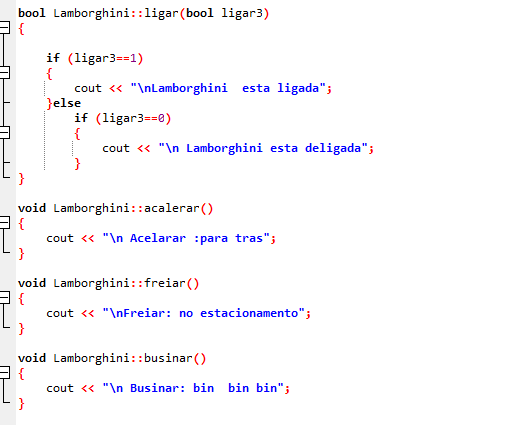 bool Lamborghini::ligar(bool ligar3)
{
if (ligar3==1)
{
cout << "\nLamborghini  esta ligada";
}else
if (ligar3==0)
{
cout << "\n Lamborghini esta deligada";
}
}
void Lamborghini::acalerar()
{
cout << "\n Acelarar :para tras";
}
void Lamborghini::freiar()
{
cout << "\nFreiar: no estacionamento";
}
void Lamborghini::businar()
{
cout << "\n Businar: bin  bin bin";
}